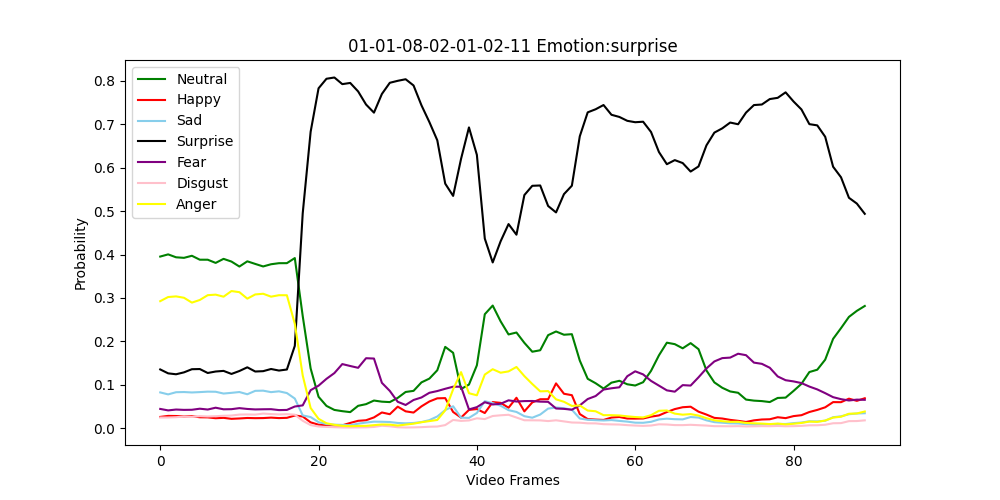 01-01-08-02-01-02-11 Emotion:surprise
Neutral
Happy
Sad
Surprise
Fear
Disgust
Anger
Probability
0.8
0.7
0.6
0.5
0.4
0.3
0.2
0.1
0.0
0 20 40 60 80
Video Frames